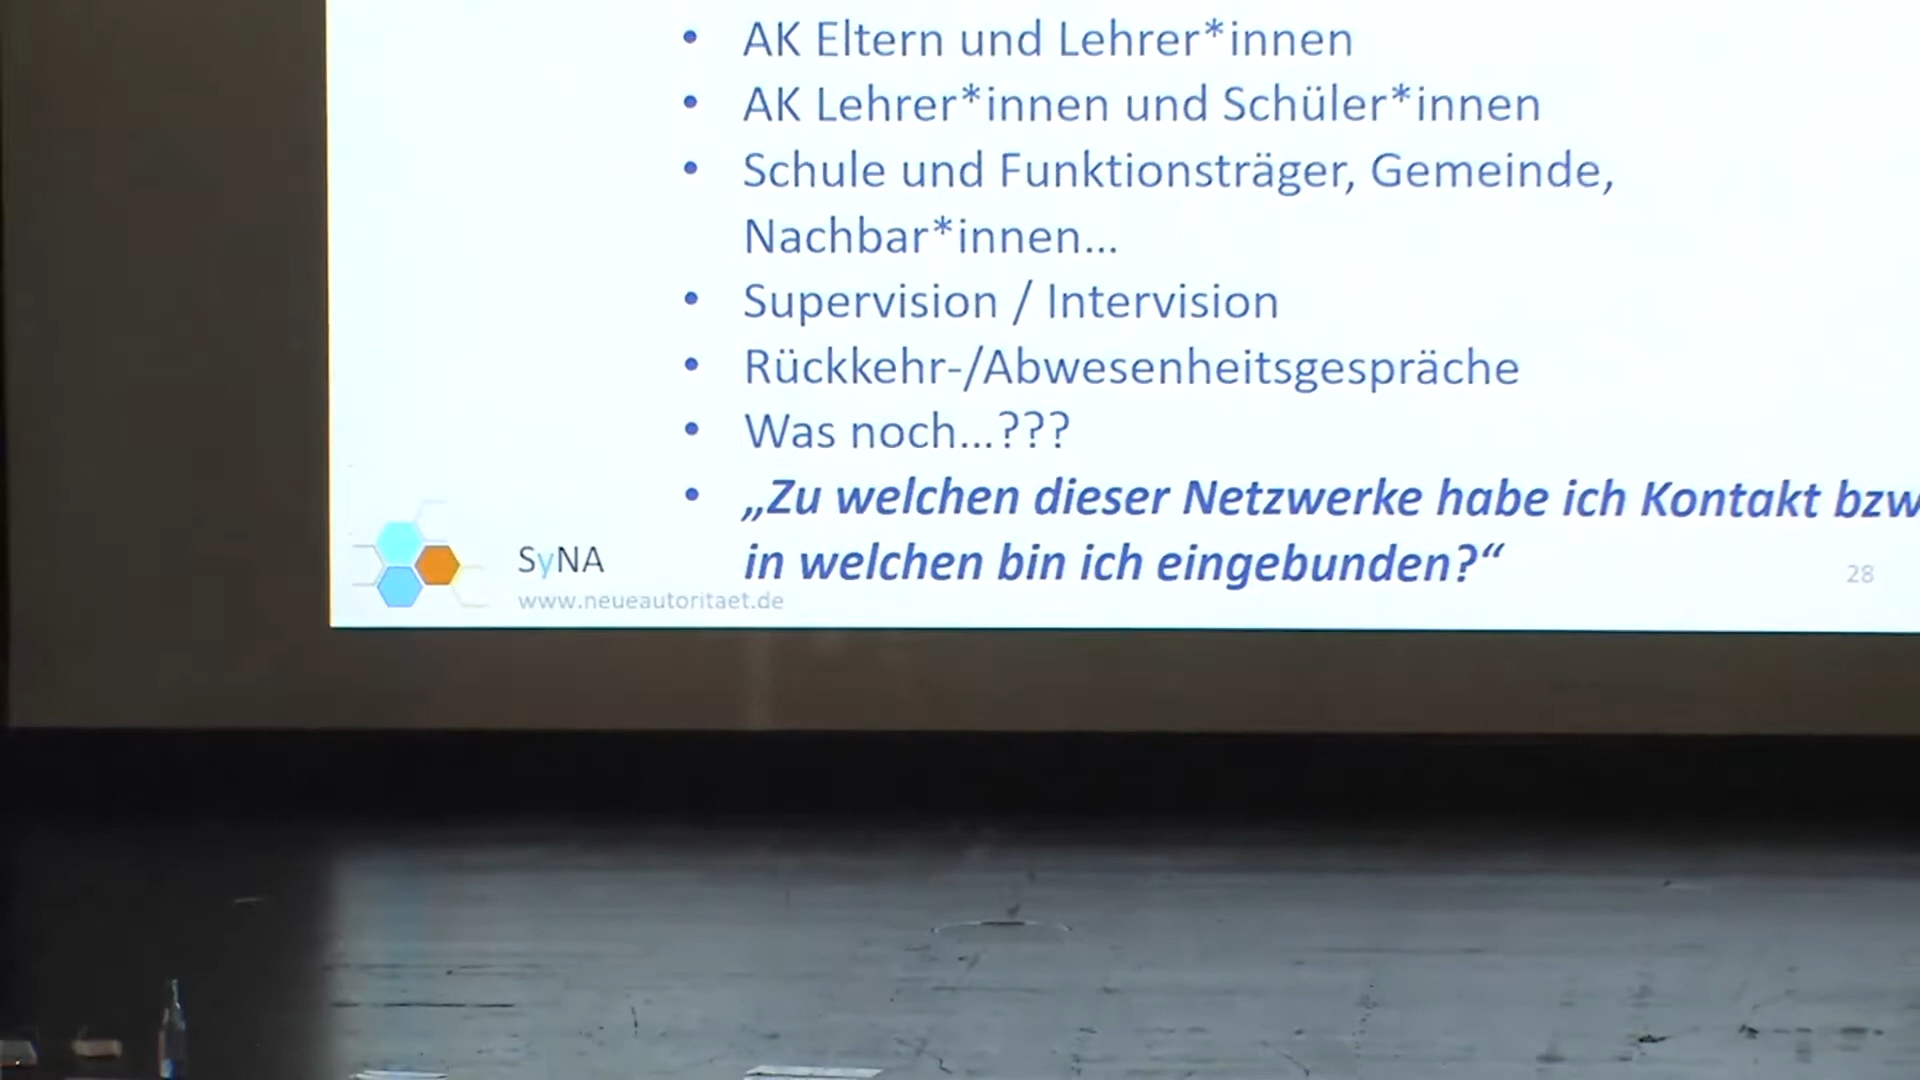 • AK Eltern und Lehrer*innen
• AK Lehrer*innen und Schüler*innen
• Schule und Funktionsträger, Gemeinde,
Nachbar*innen...
• Supervision / Intervision
• Rückkehr-/Abwesenheitsgespräche
• Was noch...???
• „Zu welchen dieser Netzwerke habe ich Kontakt bzw
in welchen bin ich eingebunden?“
SyNA
www.neueautoritaet.de
28